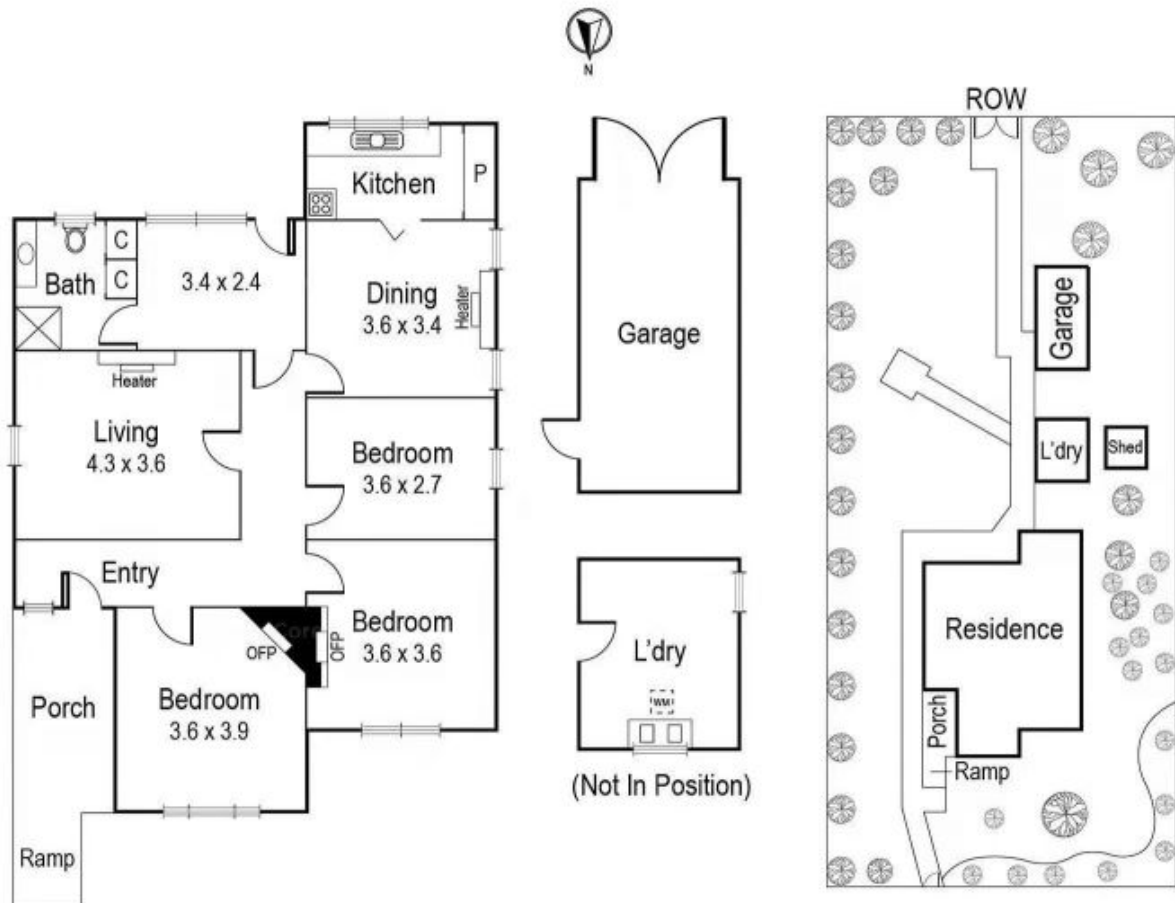 N
Kitchen
P
Bath
C
C
3.4 x 2.4
Dining
3.6 x 3.4
Heater
Heater
Living
4.3 x 3.6
Bedroom
3.6 x 2.7
Entry
Bedroom
3.6 x 3.6
OFP
OFP
Bedroom
3.6 x 3.9
Porch
Ramp
Garage
L'dry
WM
(Not In Position)
ROW
Garage
L'dry
Shed
Residence
Porch
Ramp